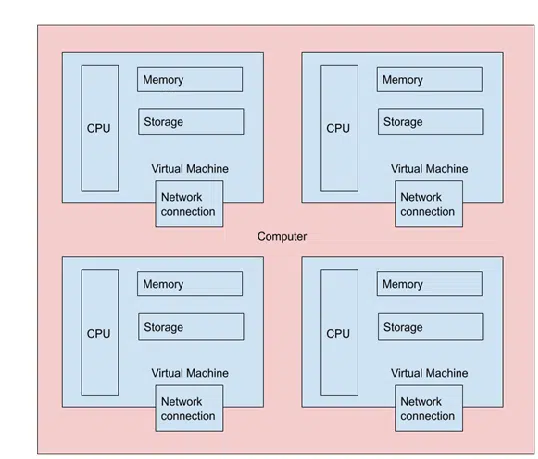 Memory
CPU
Storage
Virtual Machine
Network
connection
Memory
CPU
Storage
Virtual Machine
Network
connection
Computer
Memory
CPU
Storage
Virtual Machine
Network
connection
Memory
CPU
Storage
Virtual Machine
Network
connection